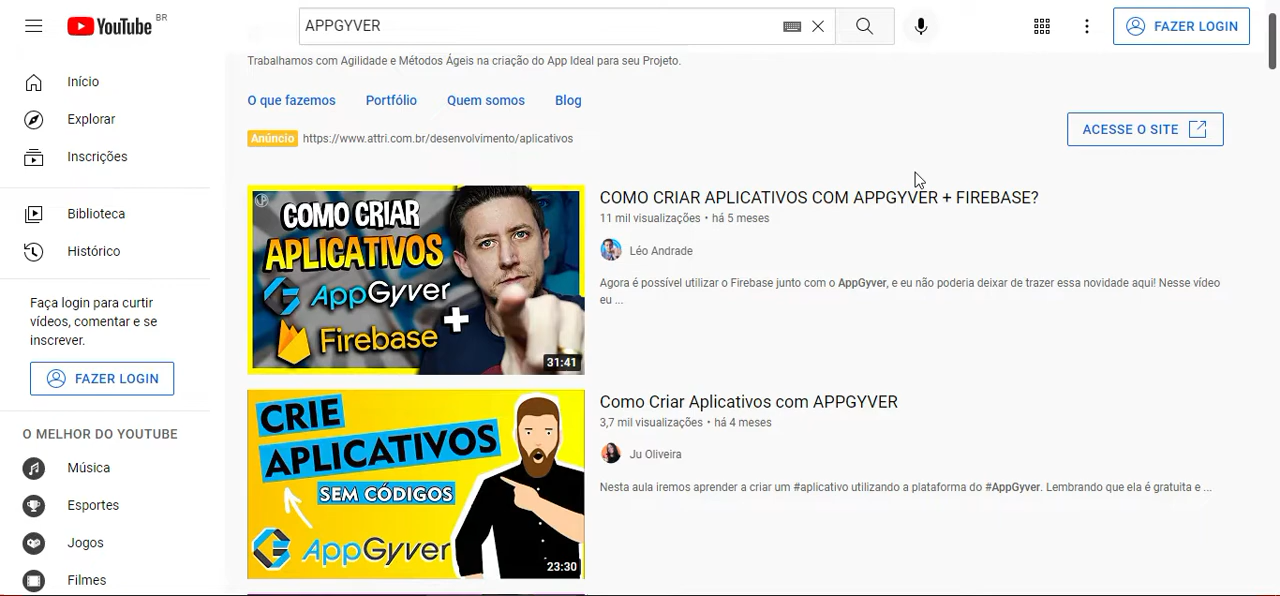 YouTube BR
APPGYVER
FAZER LOGIN
Início
Explorar
Inscrições
Biblioteca
Histórico
Faça login para curtir
vídeos, comentar e se
inscrever.
FAZER LOGIN
O MELHOR DO YOUTUBE
Música
Esportes
Jogos
Filmes
Trabalhamos com Agilidade e Métodos Ágeis na criação do App Ideal para seu Projeto.
O que fazemos Portfólio Quem somos Blog
Anúncio https://www.attri.com.br/desenvolvimento/aplicativos
ACESSE O SITE
COMO CRIAR
APLICATIVOS
AppGyver
+
Firebase
31:41
COMO CRIAR APLICATIVOS COM APPGYVER + FIREBASE?
11 mil visualizações • há 5 meses
Léo Andrade
Agora é possível utilizar o Firebase junto com o AppGyver, e eu não poderia deixar de trazer essa novidade aqui! Nesse vídeo
eu ...
CRIE
APLICATIVOS
SEM CÓDIGOS
AppGyver
23:30
Como Criar Aplicativos com APPGYVER
3,7 mil visualizações • há 4 meses
Ju Oliveira
Nesta aula iremos aprender a criar um #aplicativo utilizando a plataforma do #AppGyver. Lembrando que ela é gratuita e ...